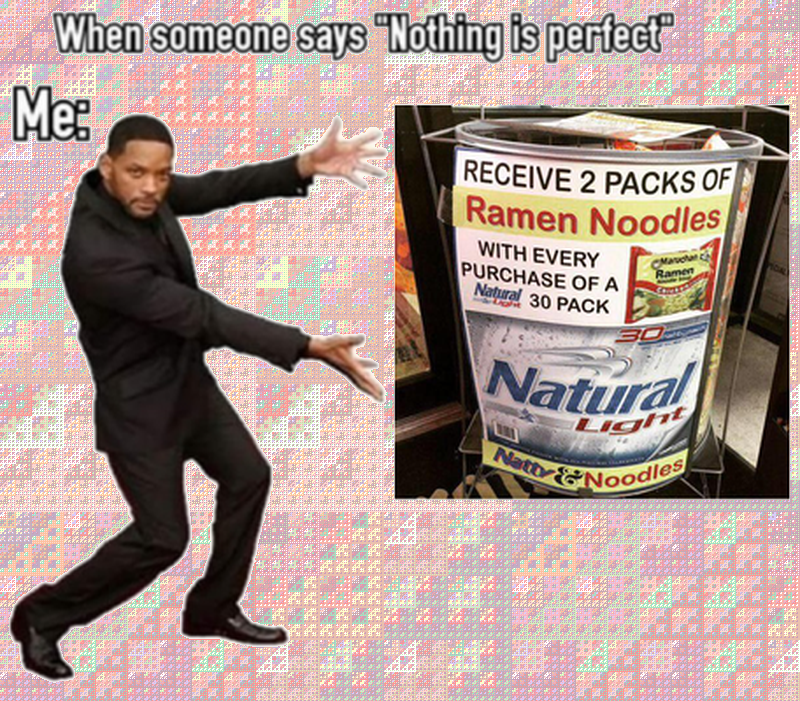 When someone says "Nothing is perfect"
Me:
RECEIVE 2 PACKS OF
Ramen Noodles
WITH EVERY
PURCHASE OF A
Natural Light 30 PACK
Maruchan
Ramen
30
Natural
Light
Natty & Noodles